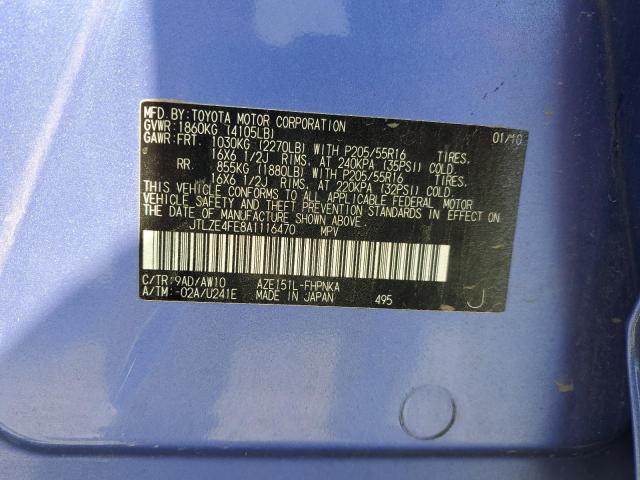 MFD. BY: TOYOTA MOTOR CORPORATION 01/10
GVWR: 1860KG (4105LB)
GAWR: FRT. 1030KG (2270LB) WITH P205/55R16 TIRES.
16X6 1/2J RIMS. AT 240KPA (35PSI) COLD.
RR. 855KG (1880LB) WITH P205/55R16 TIRES.
16X6 1/2J RIMS. AT 220KPA (32PSI) COLD.
THIS VEHICLE CONFORMS TO ALL APPLICABLE FEDERAL MOTOR
VEHICLE SAFETY, BUMPER, AND THEFT PREVENTION STANDARDS IN
EFFECT ON THE DATE OF MANUFACTURE SHOWN ABOVE.
JTLZE4FE8A1116470 MPV
C/TR: 9AD/AW10 AZE151L-FHPNKA
A/TM: -02A/U241E MADE IN JAPAN 495 J